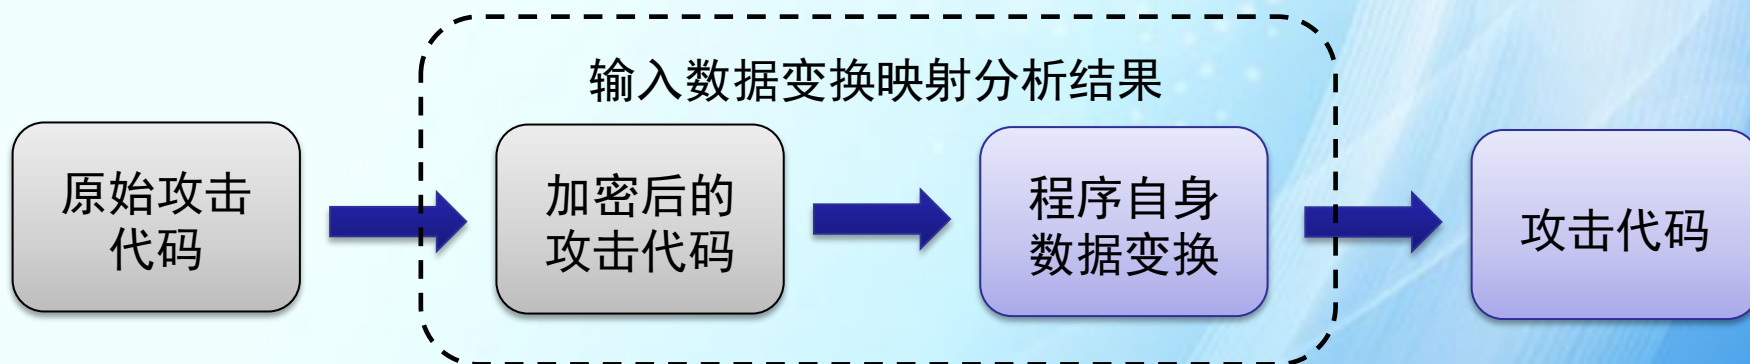 输入数据变换映射分析结果
原始攻击
代码
加密后的
攻击代码
程序自身
数据变换
攻击代码